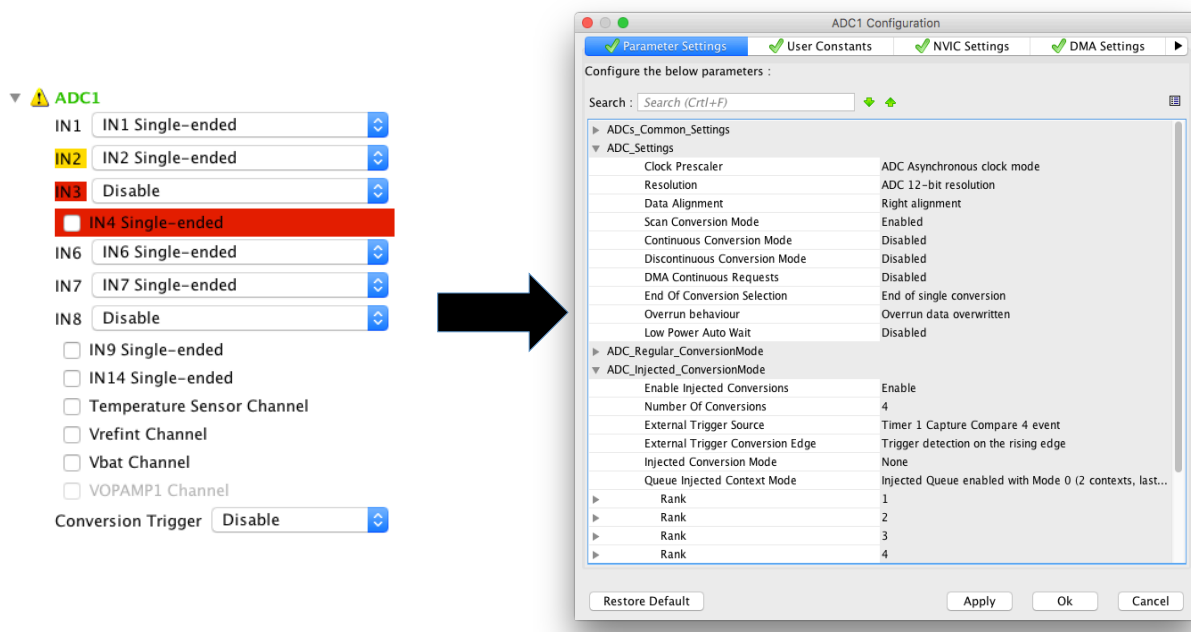 ADC1
IN1 IN1 Single-ended
IN2 IN2 Single-ended
IN3 Disable
IN4 Single-ended
IN6 IN6 Single-ended
IN7 IN7 Single-ended
IN8 Disable
IN9 Single-ended
IN14 Single-ended
Temperature Sensor Channel
Vrefint Channel
Vbat Channel
VOPAMP1 Channel
Conversion Trigger Disable
ADC1 Configuration
Parameter Settings User Constants NVIC Settings DMA Settings
Configure the below parameters :
Search : Search (Crtl+F)
ADCs_Common_Settings
ADC_Settings
Clock Prescaler ADC Asynchronous clock mode
Resolution ADC 12-bit resolution
Data Alignment Right alignment
Scan Conversion Mode Enabled
Continuous Conversion Mode Disabled
Discontinuous Conversion Mode Disabled
DMA Continuous Requests Disabled
End Of Conversion Selection End of single conversion
Overrun behaviour Overrun data overwritten
Low Power Auto Wait Disabled
ADC_Regular_ConversionMode
ADC_Injected_ConversionMode
Enable Injected Conversions Enable
Number Of Conversions 4
External Trigger Source Timer 1 Capture Compare 4 event
External Trigger Conversion Edge Trigger detection on the rising edge
Injected Conversion Mode None
Queue Injected Context Mode Injected Queue enabled with Mode 0 (2 contexts, last...
Rank 1
Rank 2
Rank 3
Rank 4
Restore Default Apply Ok Cancel